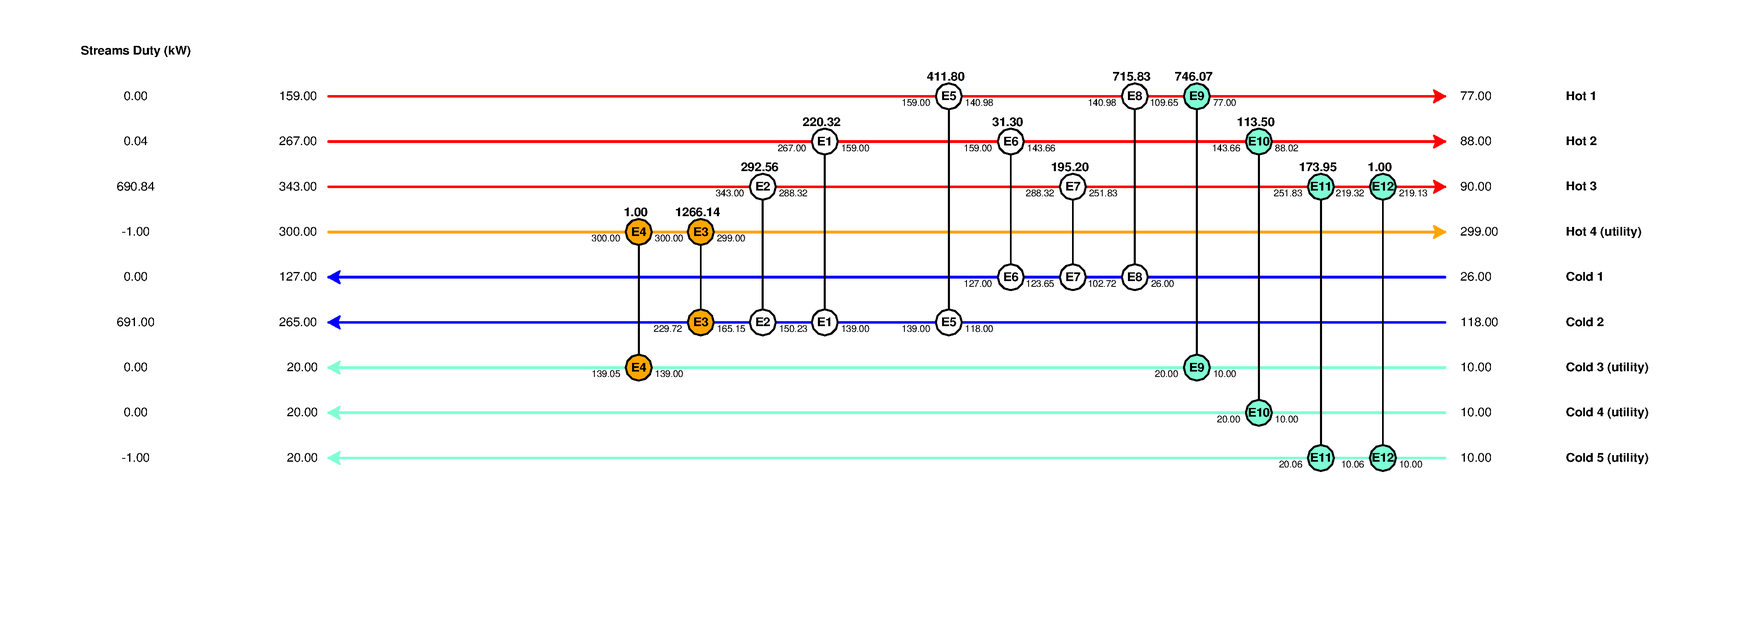 Streams Duty (kW)
411.80 715.83 746.07
0.00 159.00 E5 E8 E9 77.00 Hot 1
159.00 140.98 140.98 109.65 77.00
220.32 31.30 113.50
0.04 267.00 E1 E6 E10 88.00 Hot 2
267.00 159.00 159.00 143.66 143.66 88.02
292.56 195.20 173.95 1.00
690.84 343.00 E2 E7 E11 E12 90.00 Hot 3
343.00 288.32 288.32 251.83 251.83 219.32 219.13
1.00 1266.14
-1.00 300.00 E4 E3 299.00 Hot 4 (utility)
300.00 300.00 299.00
0.00 127.00 E6 E7 E8 26.00 Cold 1
127.00 123.65 102.72 26.00
691.00 265.00 E3 E2 E1 E5 118.00 Cold 2
229.72 165.15 150.23 139.00 139.00 118.00
0.00 20.00 E4 E9 10.00 Cold 3 (utility)
139.05 139.00 20.00 10.00
0.00 20.00 E10 10.00 Cold 4 (utility)
20.00 10.00
-1.00 20.00 E11 E12 10.00 Cold 5 (utility)
20.06 10.06 10.00